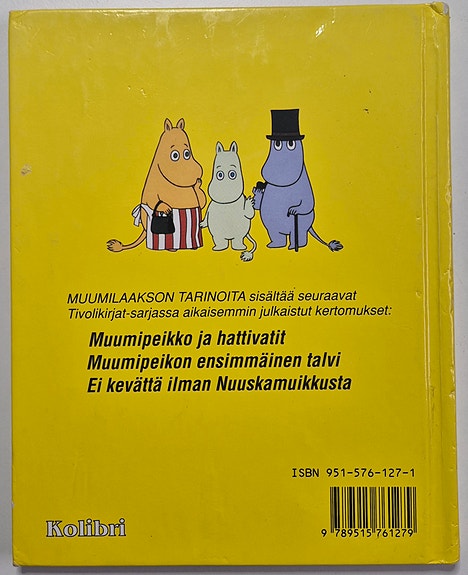 MUUMILAAKSON TARINOITA sisältää seuraavat
Tivolikirjat-sarjassa aikaisemmin julkaistut kertomukset:
Muumipeikko ja hattivatit
Muumipeikon ensimmäinen talvi
Ei kevättä ilman Nuuskamuikkusta
ISBN 951-576-127-1
9 789515 761279
Kolibri